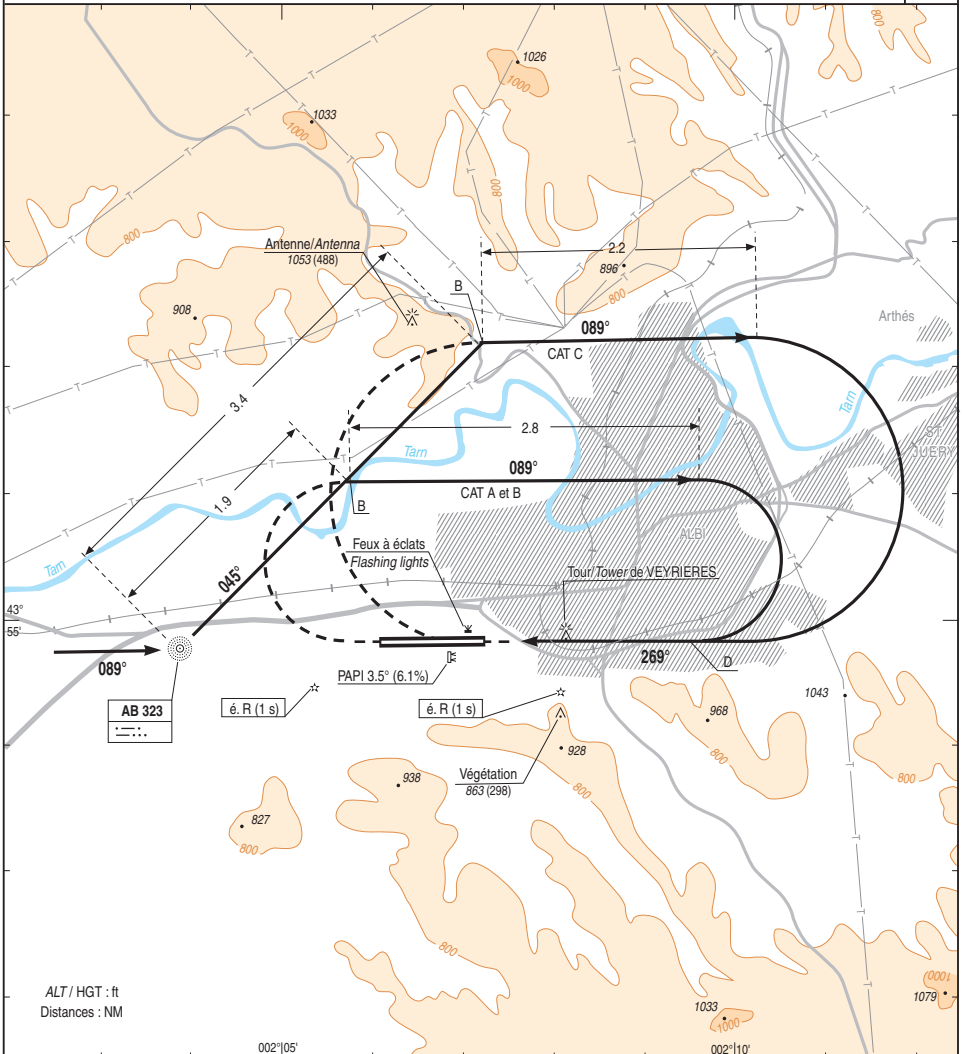 1026
1000
800
1033
1000
800
800
Antenne/Antenna
1053 (488)
2.2
896
800
B
908
089°
CAT C
Arthés
3.4
Tarn
2.8
Tarn
ST
JUERY
089°
CAT A et B
1.9
B
ALBI
Feux à éclats
Flashing lights
Tour/Tower de VEYRIERES
Tarn
045°
43°
55'
089°
269°
D
PAPI 3.5° (6.1%)
AB 323
é. R (1 s)
é. R (1 s)
1043
968
928
800
800
Végétation
863 (298)
938
800
827
800
800
ALT / HGT : ft
Distances : NM
1033
1000
(1000)
1079
002° 05'
002° 10'